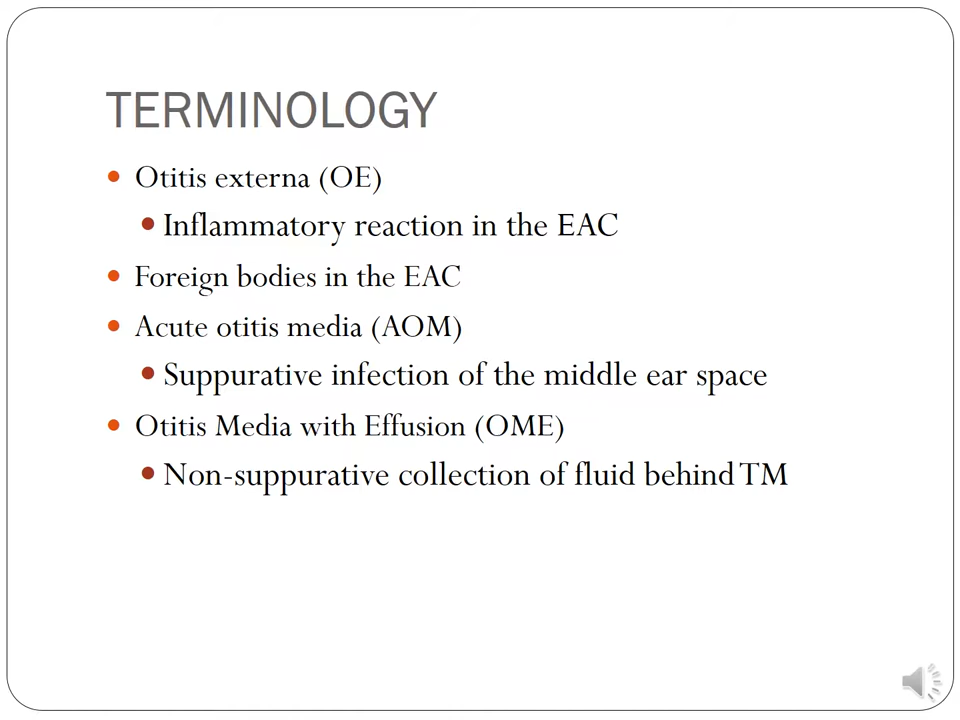 TERMINOLOGY
Otitis externa (OE)
Inflammatory reaction in the EAC
Foreign bodies in the EAC
Acute otitis media (AOM)
Suppurative infection of the middle ear space
Otitis Media with Effusion (OME)
Non-suppurative collection of fluid behind TM